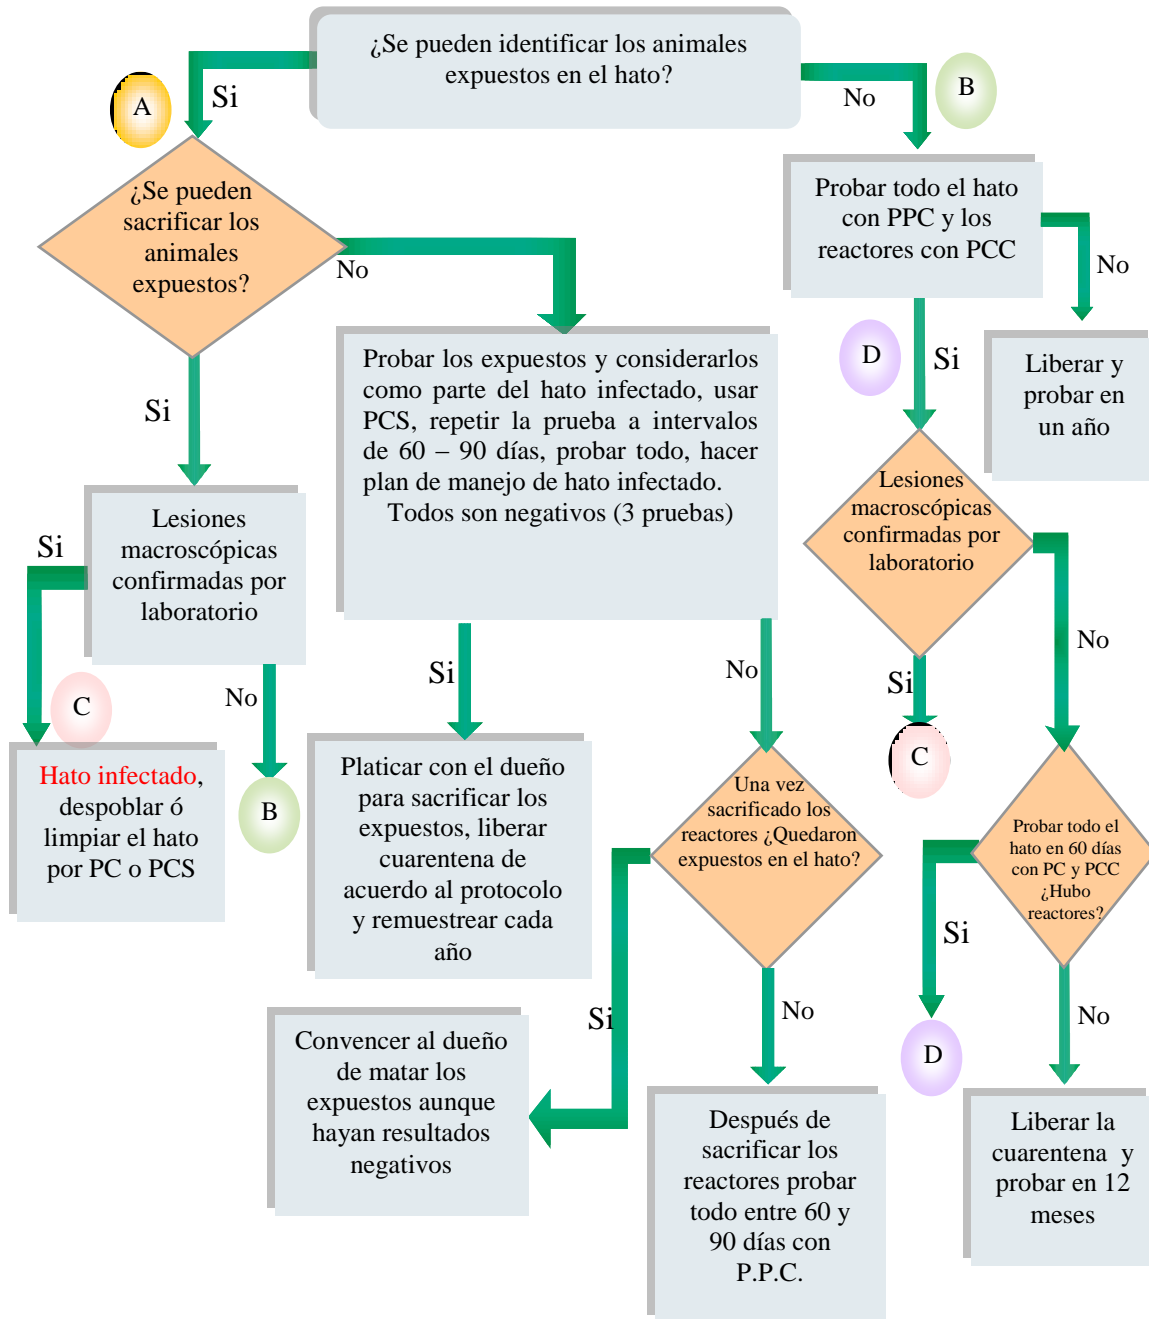 ¿Se pueden identificar los animales
expuestos en el hato?
A
Si
No
B
¿Se pueden
sacrificar los
animales
expuestos?
No
Probar todo el hato
con PPC y los
reactores con PCC
No
Si
Probar los expuestos y considerarlos
como parte del hato infectado, usar
PCS, repetir la prueba a intervalos
de 60 – 90 días, probar todo, hacer
plan de manejo de hato infectado.
Todos son negativos (3 pruebas)
D
Si
Liberar y
probar en
un año
Lesiones
macroscópicas
confirmadas por
laboratorio
Si
Lesiones
macroscópicas
confirmadas por
laboratorio
No
Si
No
Si
No
Si
C
Hato infectado,
despoblar ó
limpiar el hato
por PC o PCS
No
B
Platicar con el dueño
para sacrificar los
expuestos, liberar
cuarentena de
acuerdo al protocolo
y remuestrear cada
año
Una vez
sacrificado los
reactores ¿Quedaron
expuestos en el hato?
C
Probar todo el
hato en 60 días
con PC y PCC
¿Hubo
reactores?
Si
No
Si
No
D
Convencer al dueño
de matar los
expuestos aunque
hayan resultados
negativos
Después de
sacrificar los
reactores probar
todo entre 60 y
90 días con
P.P.C.
Liberar la
cuarentena y
probar en 12
meses